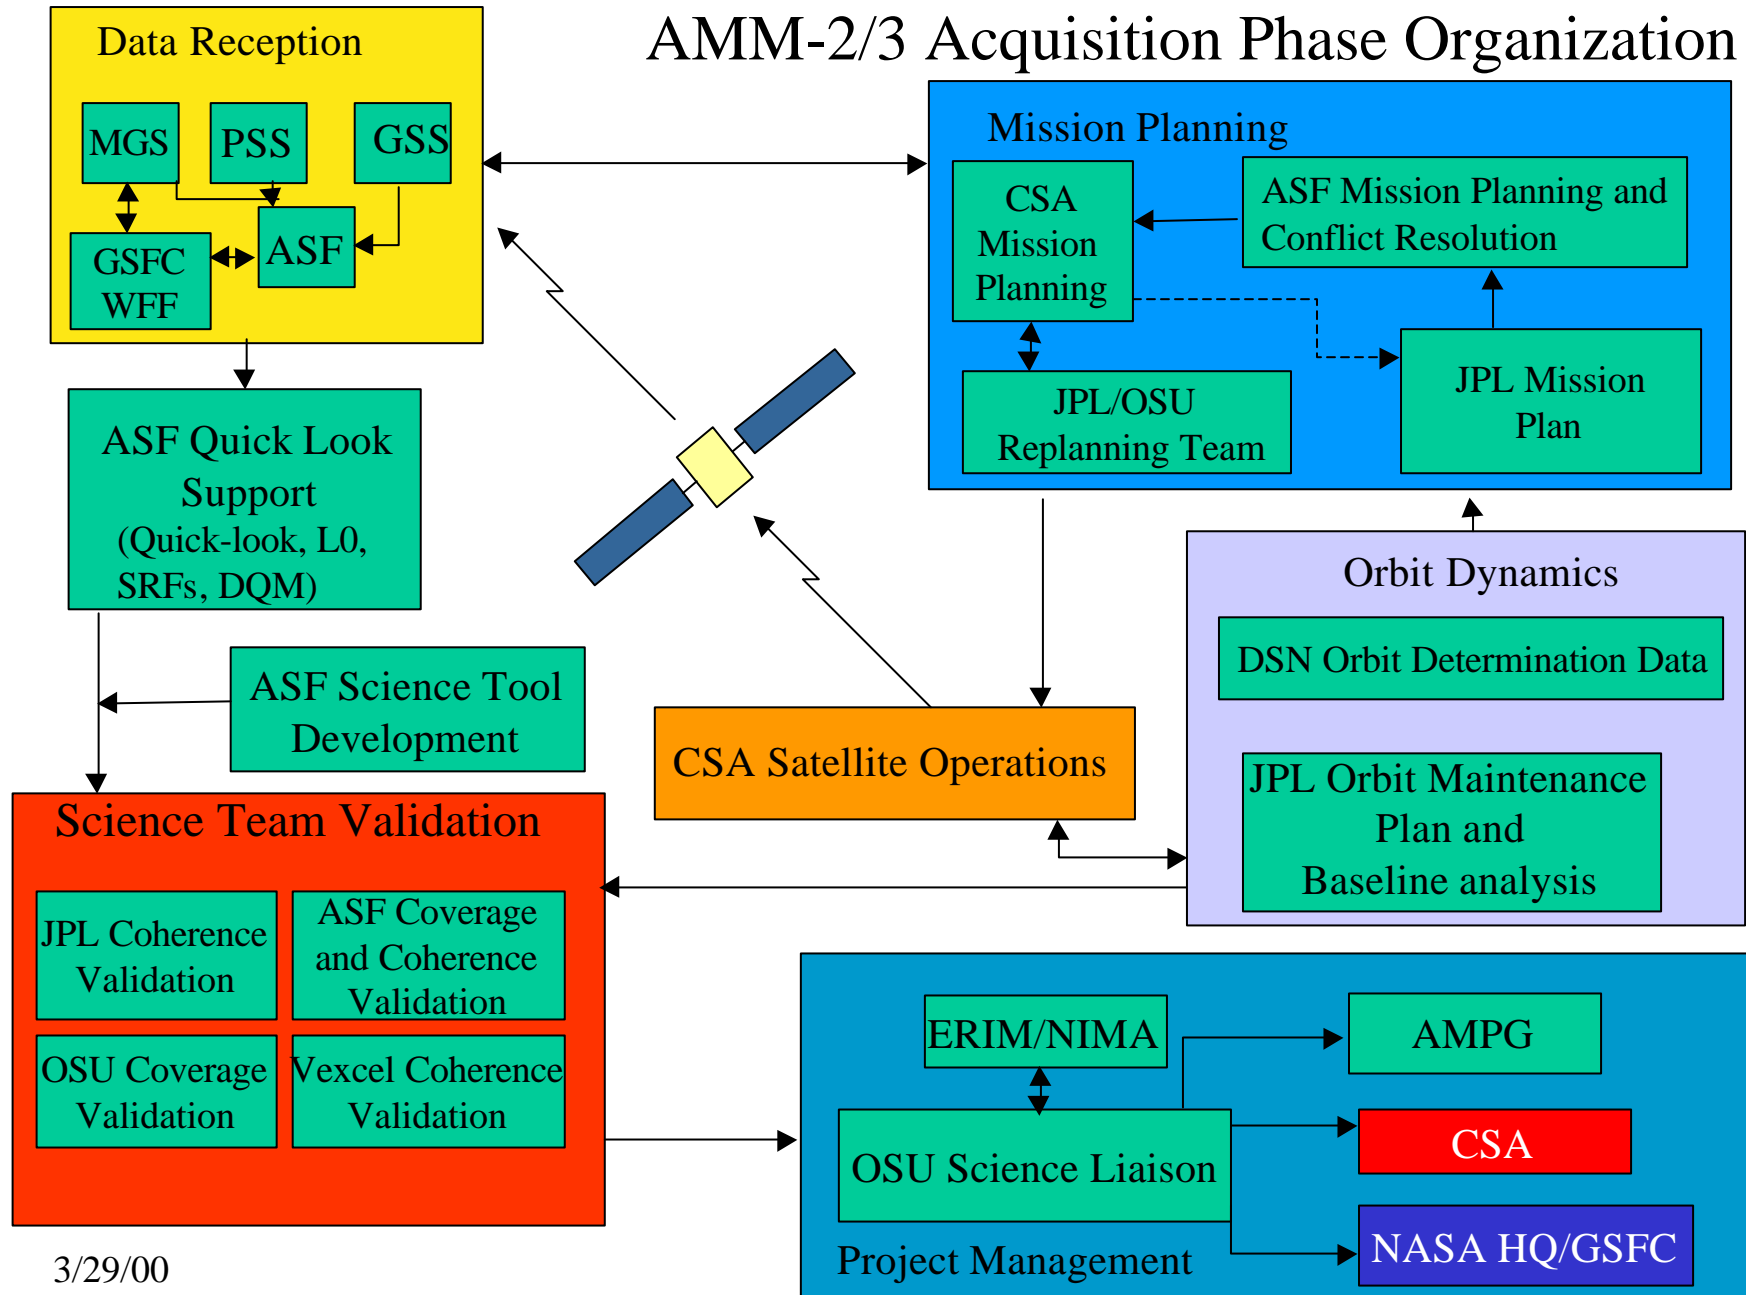 AMM-2/3 Acquisition Phase Organization
Data Reception
MGS
PSS
GSS
GSFC
WFF
ASF
Mission Planning
CSA
Mission
Planning
ASF Mission Planning and
Conflict Resolution
JPL/OSU
Replanning Team
JPL Mission
Plan
ASF Quick Look
Support
(Quick-look, L0,
SRFs, DQM)
ASF Science Tool
Development
CSA Satellite Operations
Orbit Dynamics
DSN Orbit Determination Data
JPL Orbit Maintenance
Plan and
Baseline analysis
Science Team Validation
JPL Coherence
Validation
ASF Coverage
and Coherence
Validation
OSU Coverage
Validation
Vexcel Coherence
Validation
ERIM/NIMA
AMPG
OSU Science Liaison
CSA
NASA HQ/GSFC
Project Management
3/29/00